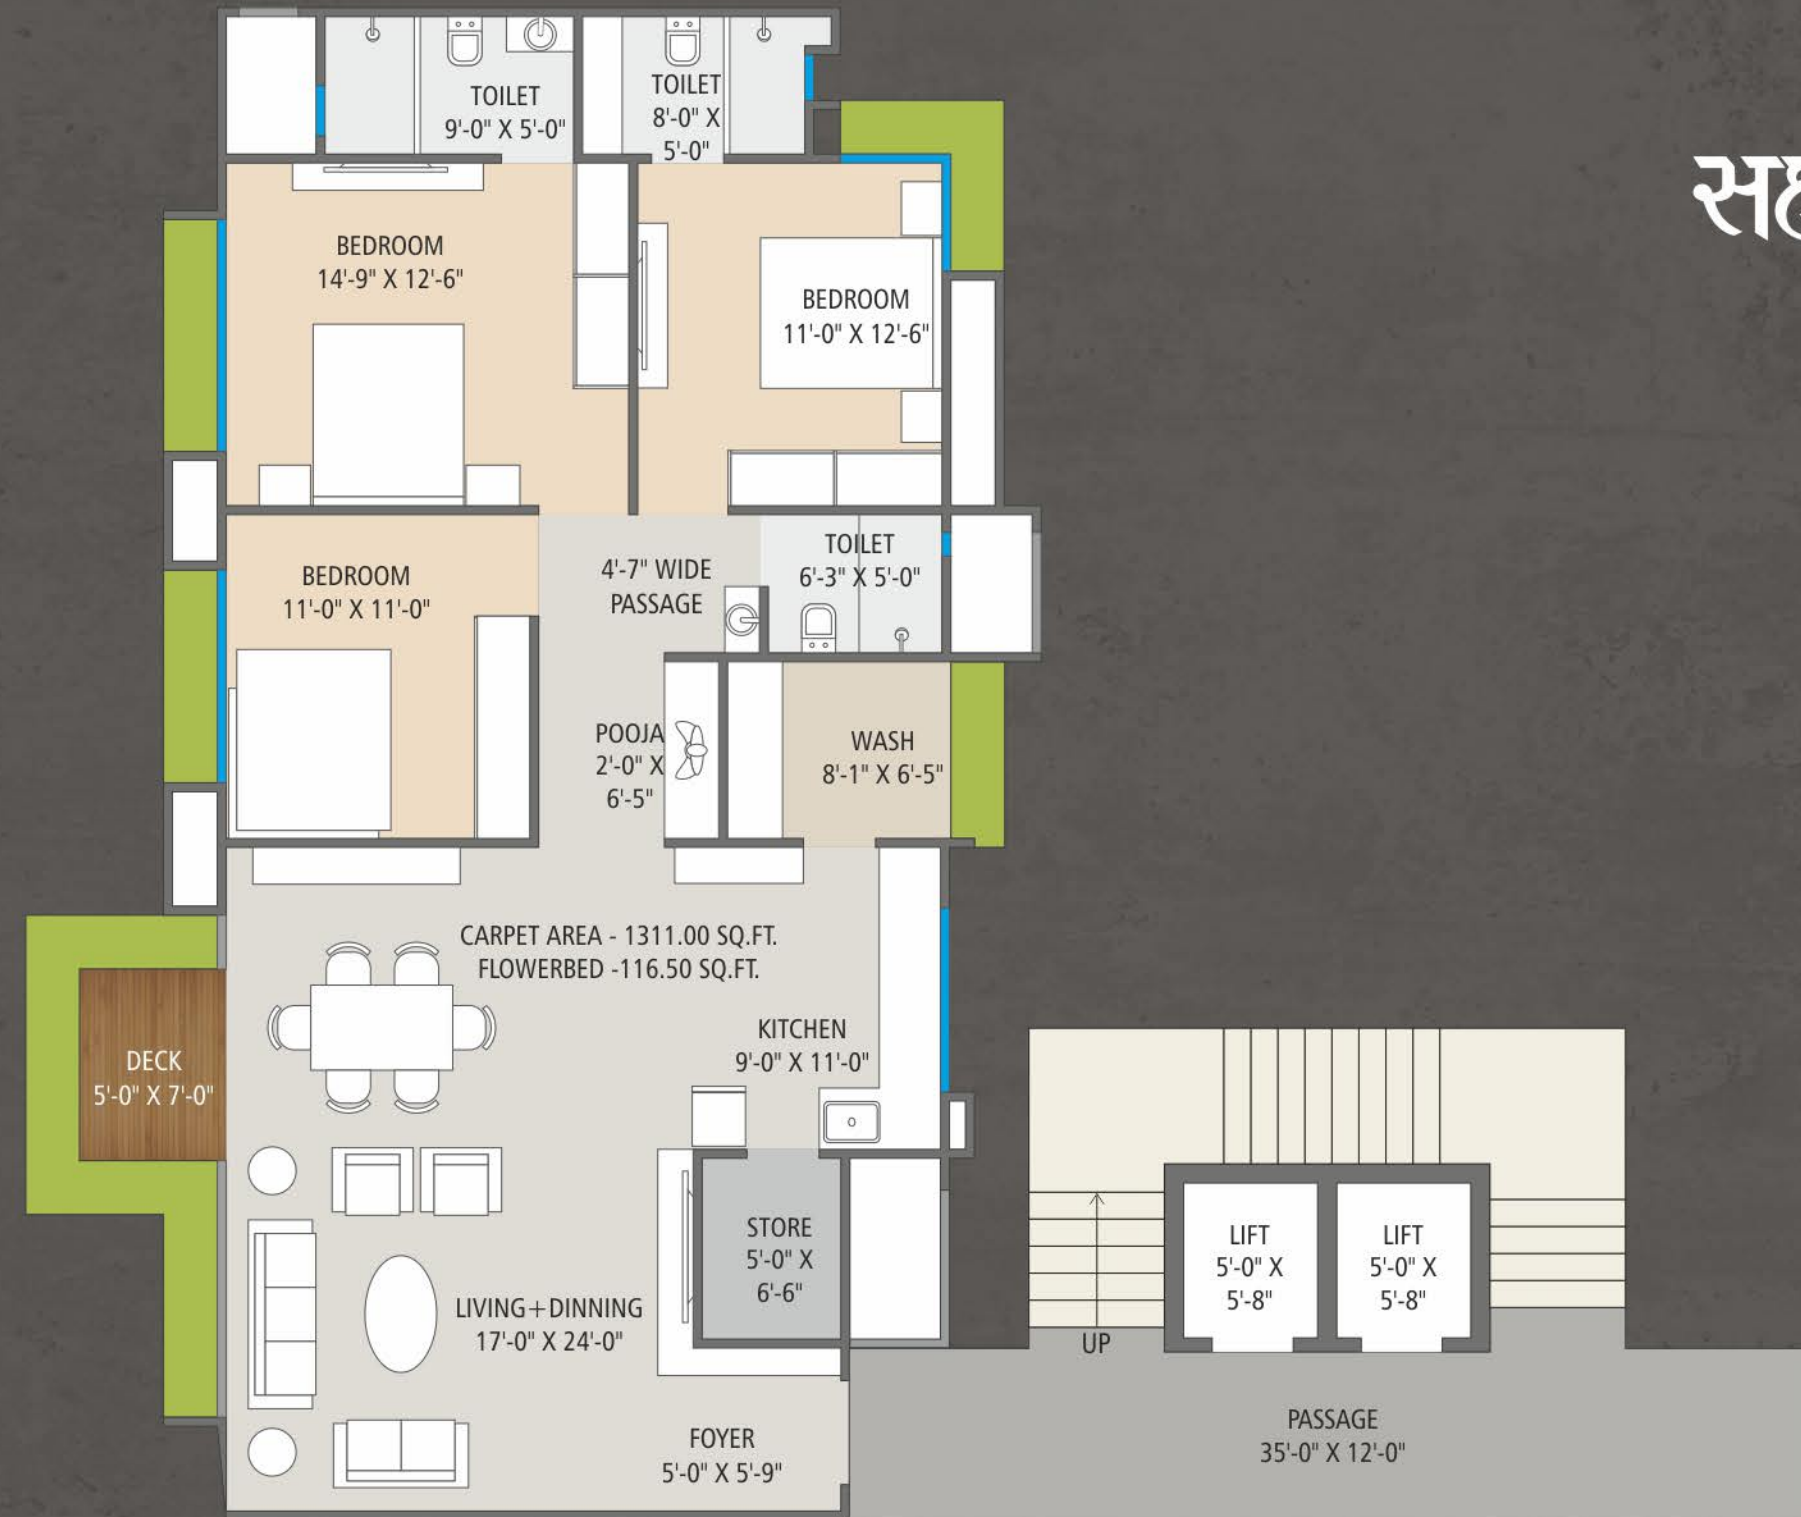 TOILET
9'-0" X 5'-0"
TOILET
8'-0" X
5'-0"
BEDROOM
14'-9" X 12'-6"
BEDROOM
11'-0" X 12'-6"
BEDROOM
11'-0" X 11'-0"
4'-7" WIDE
PASSAGE
TOILET
6'-3" X 5'-0"
POOJA
2'-0" X
6'-5"
WASH
8'-1" X 6'-5"
CARPET AREA - 1311.00 SQ.FT.
FLOWERBED -116.50 SQ.FT.
KITCHEN
9'-0" X 11'-0"
DECK
5'-0" X 7'-0"
STORE
5'-0" X
6'-6"
LIVING+DINNING
17'-0" X 24'-0"
FOYER
5'-0" X 5'-9"
LIFT
5'-0" X
5'-8"
LIFT
5'-0" X
5'-8"
UP
PASSAGE
35'-0" X 12'-0"